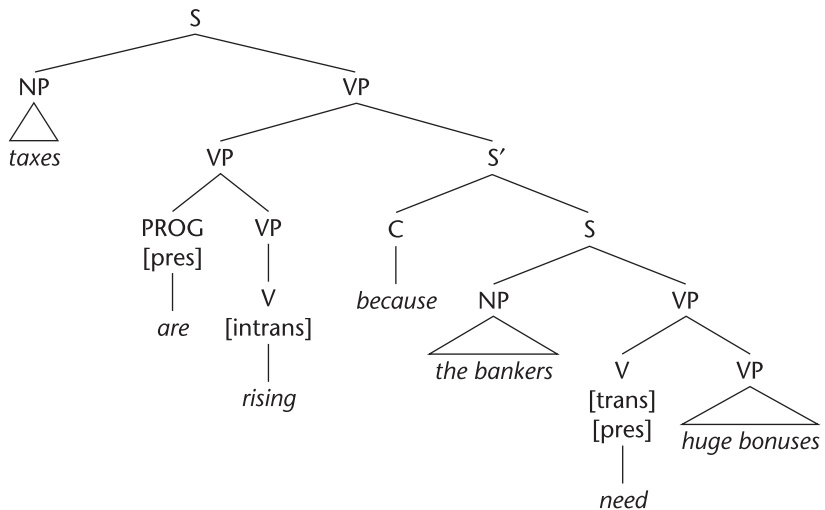 S
NP VP
taxes
VP S′
PROG VP C S
[pres]
because NP VP
V
are [intrans]
the bankers V VP
rising
[trans]
[pres] huge bonuses
need